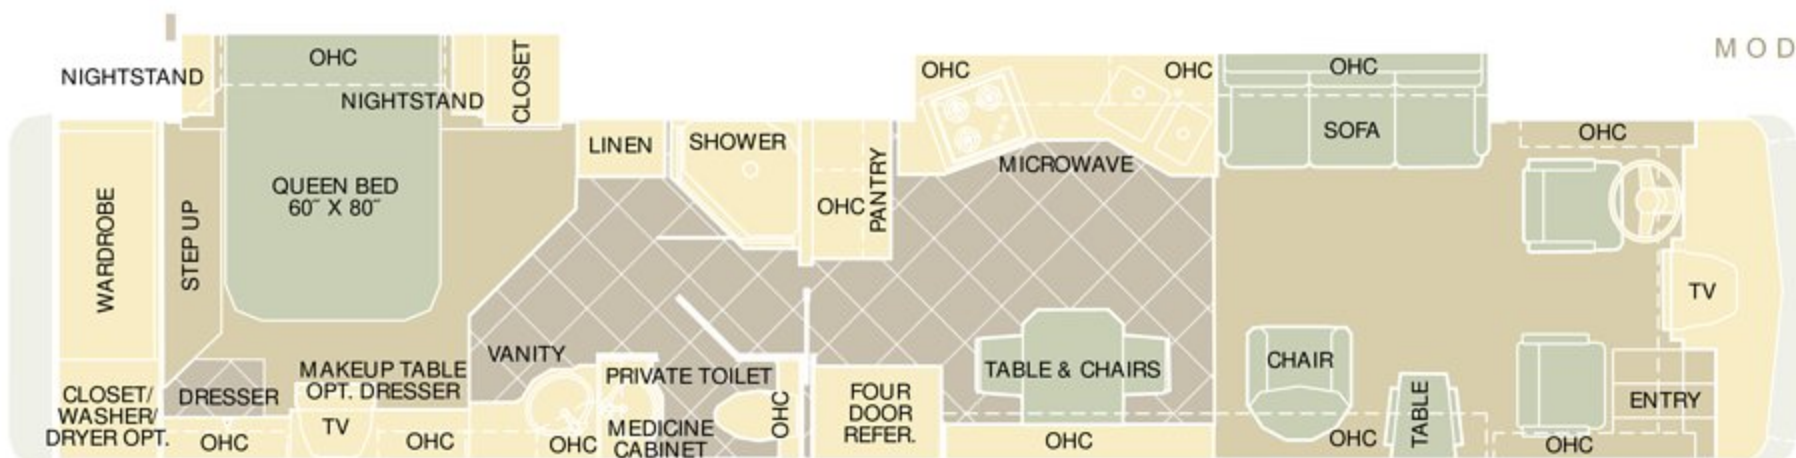 MOD
OHC
NIGHTSTAND
NIGHTSTAND
CLOSET
OHC
OHC
OHC
LINEN
SHOWER
SOFA
OHC
MICROWAVE
PANTRY
OHC
WARDROBE
STEP UP
QUEEN BED
60˝ X 80˝
TV
VANITY
MAKEUP TABLE
OPT. DRESSER
DRESSER
PRIVATE TOILET
TABLE & CHAIRS
CHAIR
CLOSET/
WASHER/
DRYER OPT.
OHC
TV
OHC
OHC
MEDICINE
CABINET
OHC
FOUR
DOOR
REFER.
OHC
OHC
TABLE
ENTRY
OHC